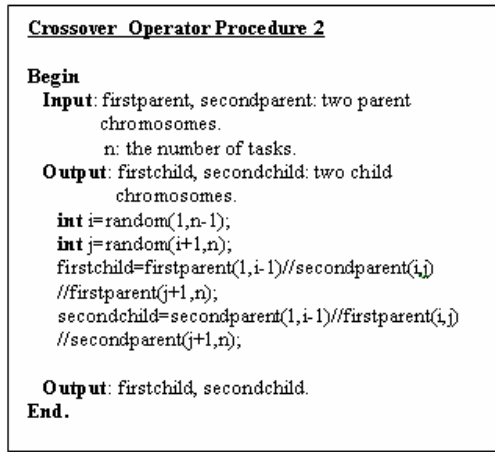 Crossover Operator Procedure 2
Begin
Input: firstparent, secondparent: two parent
chromosomes.
n: the number of tasks.
Output: firstchild, secondchild: two child
chromosomes.
int i=random(1,n-1);
int j=random(i+1,n);
firstchild=firstparent(1,i-1)//secondparent(i,j)
//firstparent(j+1,n);
secondchild=secondparent(1,i-1)//firstparent(i,j)
//secondparent(j+1,n);
Output: firstchild, secondchild.
End.